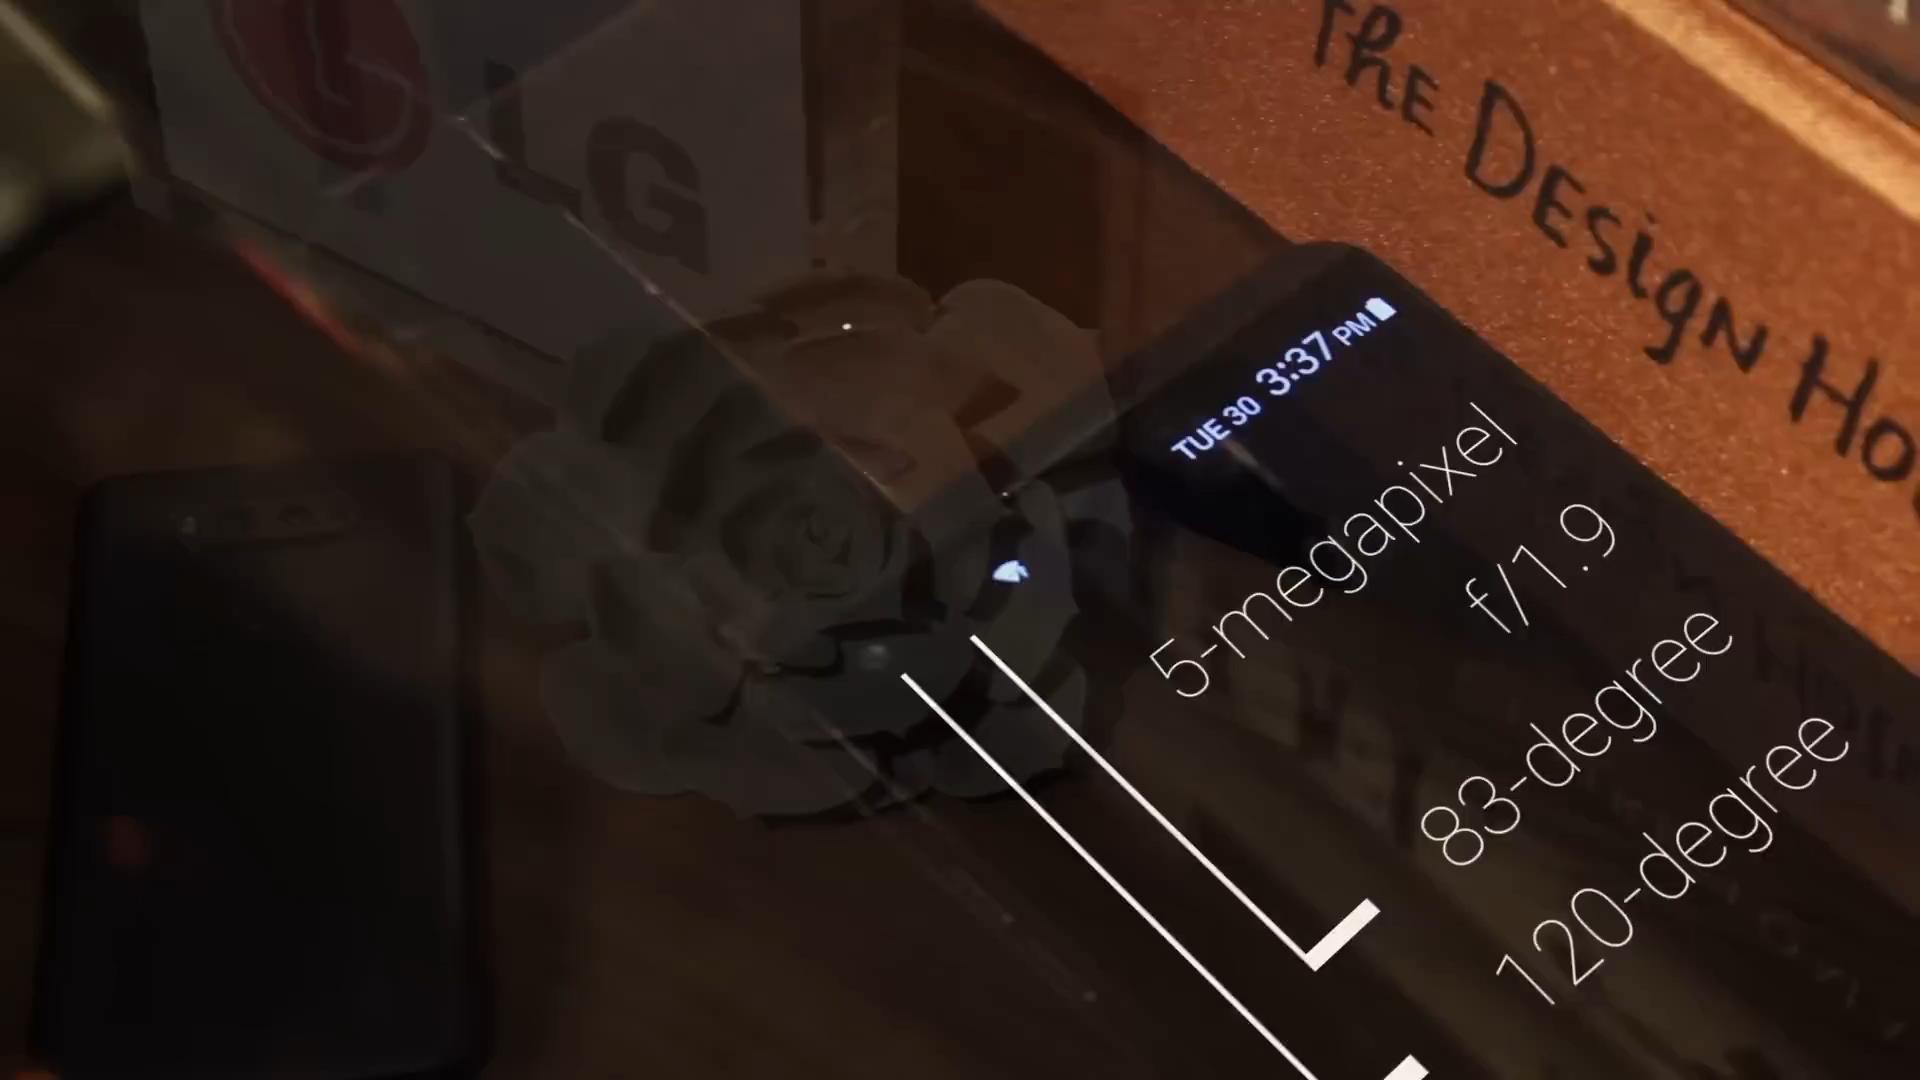 LG
The Design Ho
TUE 30 3:37 PM
5-megapixel
f/1.9
83-degree
120-degree